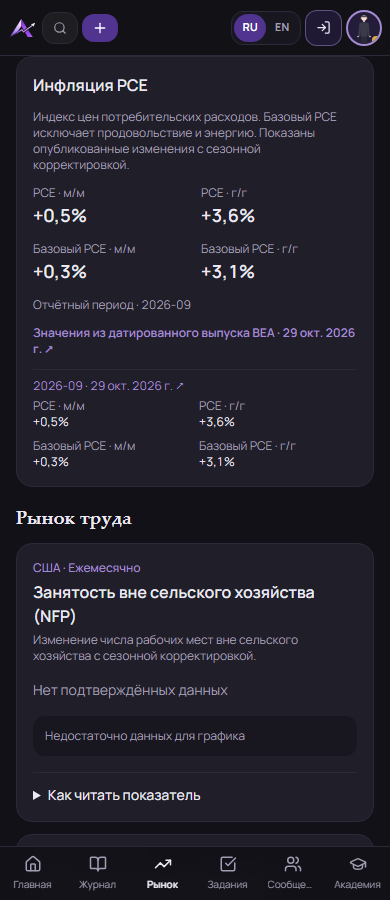 RU EN
Инфляция PCE
Индекс цен потребительских расходов. Базовый PCE
исключает продовольствие и энергию. Показаны
опубликованные изменения с сезонной
корректировкой.
PCE · м/м PCE · г/г
+0,5% +3,6%
Базовый PCE · м/м Базовый PCE · г/г
+0,3% +3,1%
Отчётный период · 2026-09
Значения из датированного выпуска BEA · 29 окт. 2026
г. ↗
2026-09 · 29 окт. 2026 г. ↗
PCE · м/м PCE · г/г
+0,5% +3,6%
Базовый PCE · м/м Базовый PCE · г/г
+0,3% +3,1%
Рынок труда
США · Ежемесячно
Занятость вне сельского хозяйства
(NFP)
Изменение числа рабочих мест вне сельского
хозяйства с сезонной корректировкой.
Нет подтверждённых данных
Недостаточно данных для графика
▶ Как читать показатель
Главная Журнал Рынок Задания Сообще... Академия